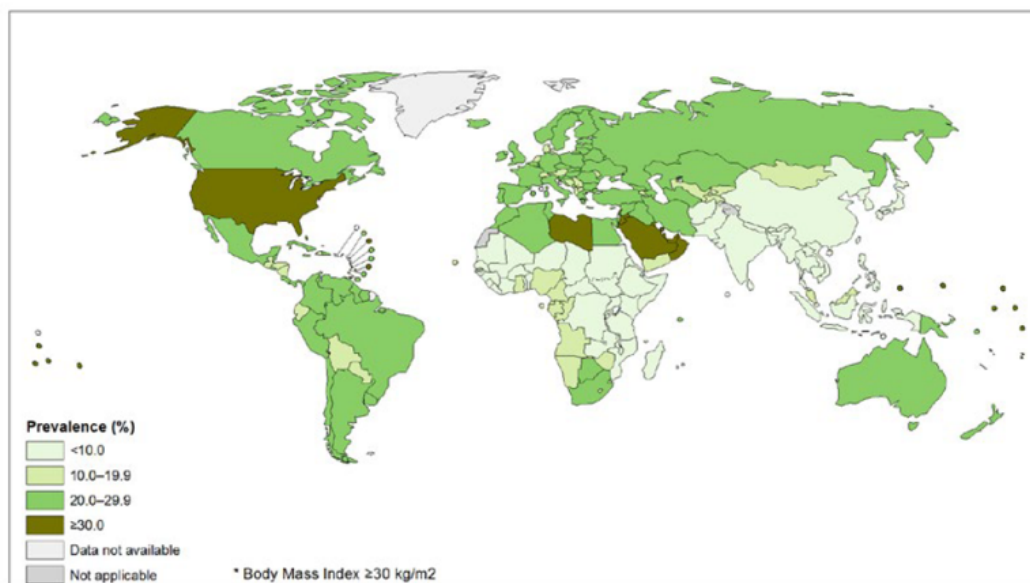 Prevalence (%)
<10.0
10.0–19.9
20.0–29.9
≥30.0
Data not available
Not applicable
* Body Mass Index ≥30 kg/m2